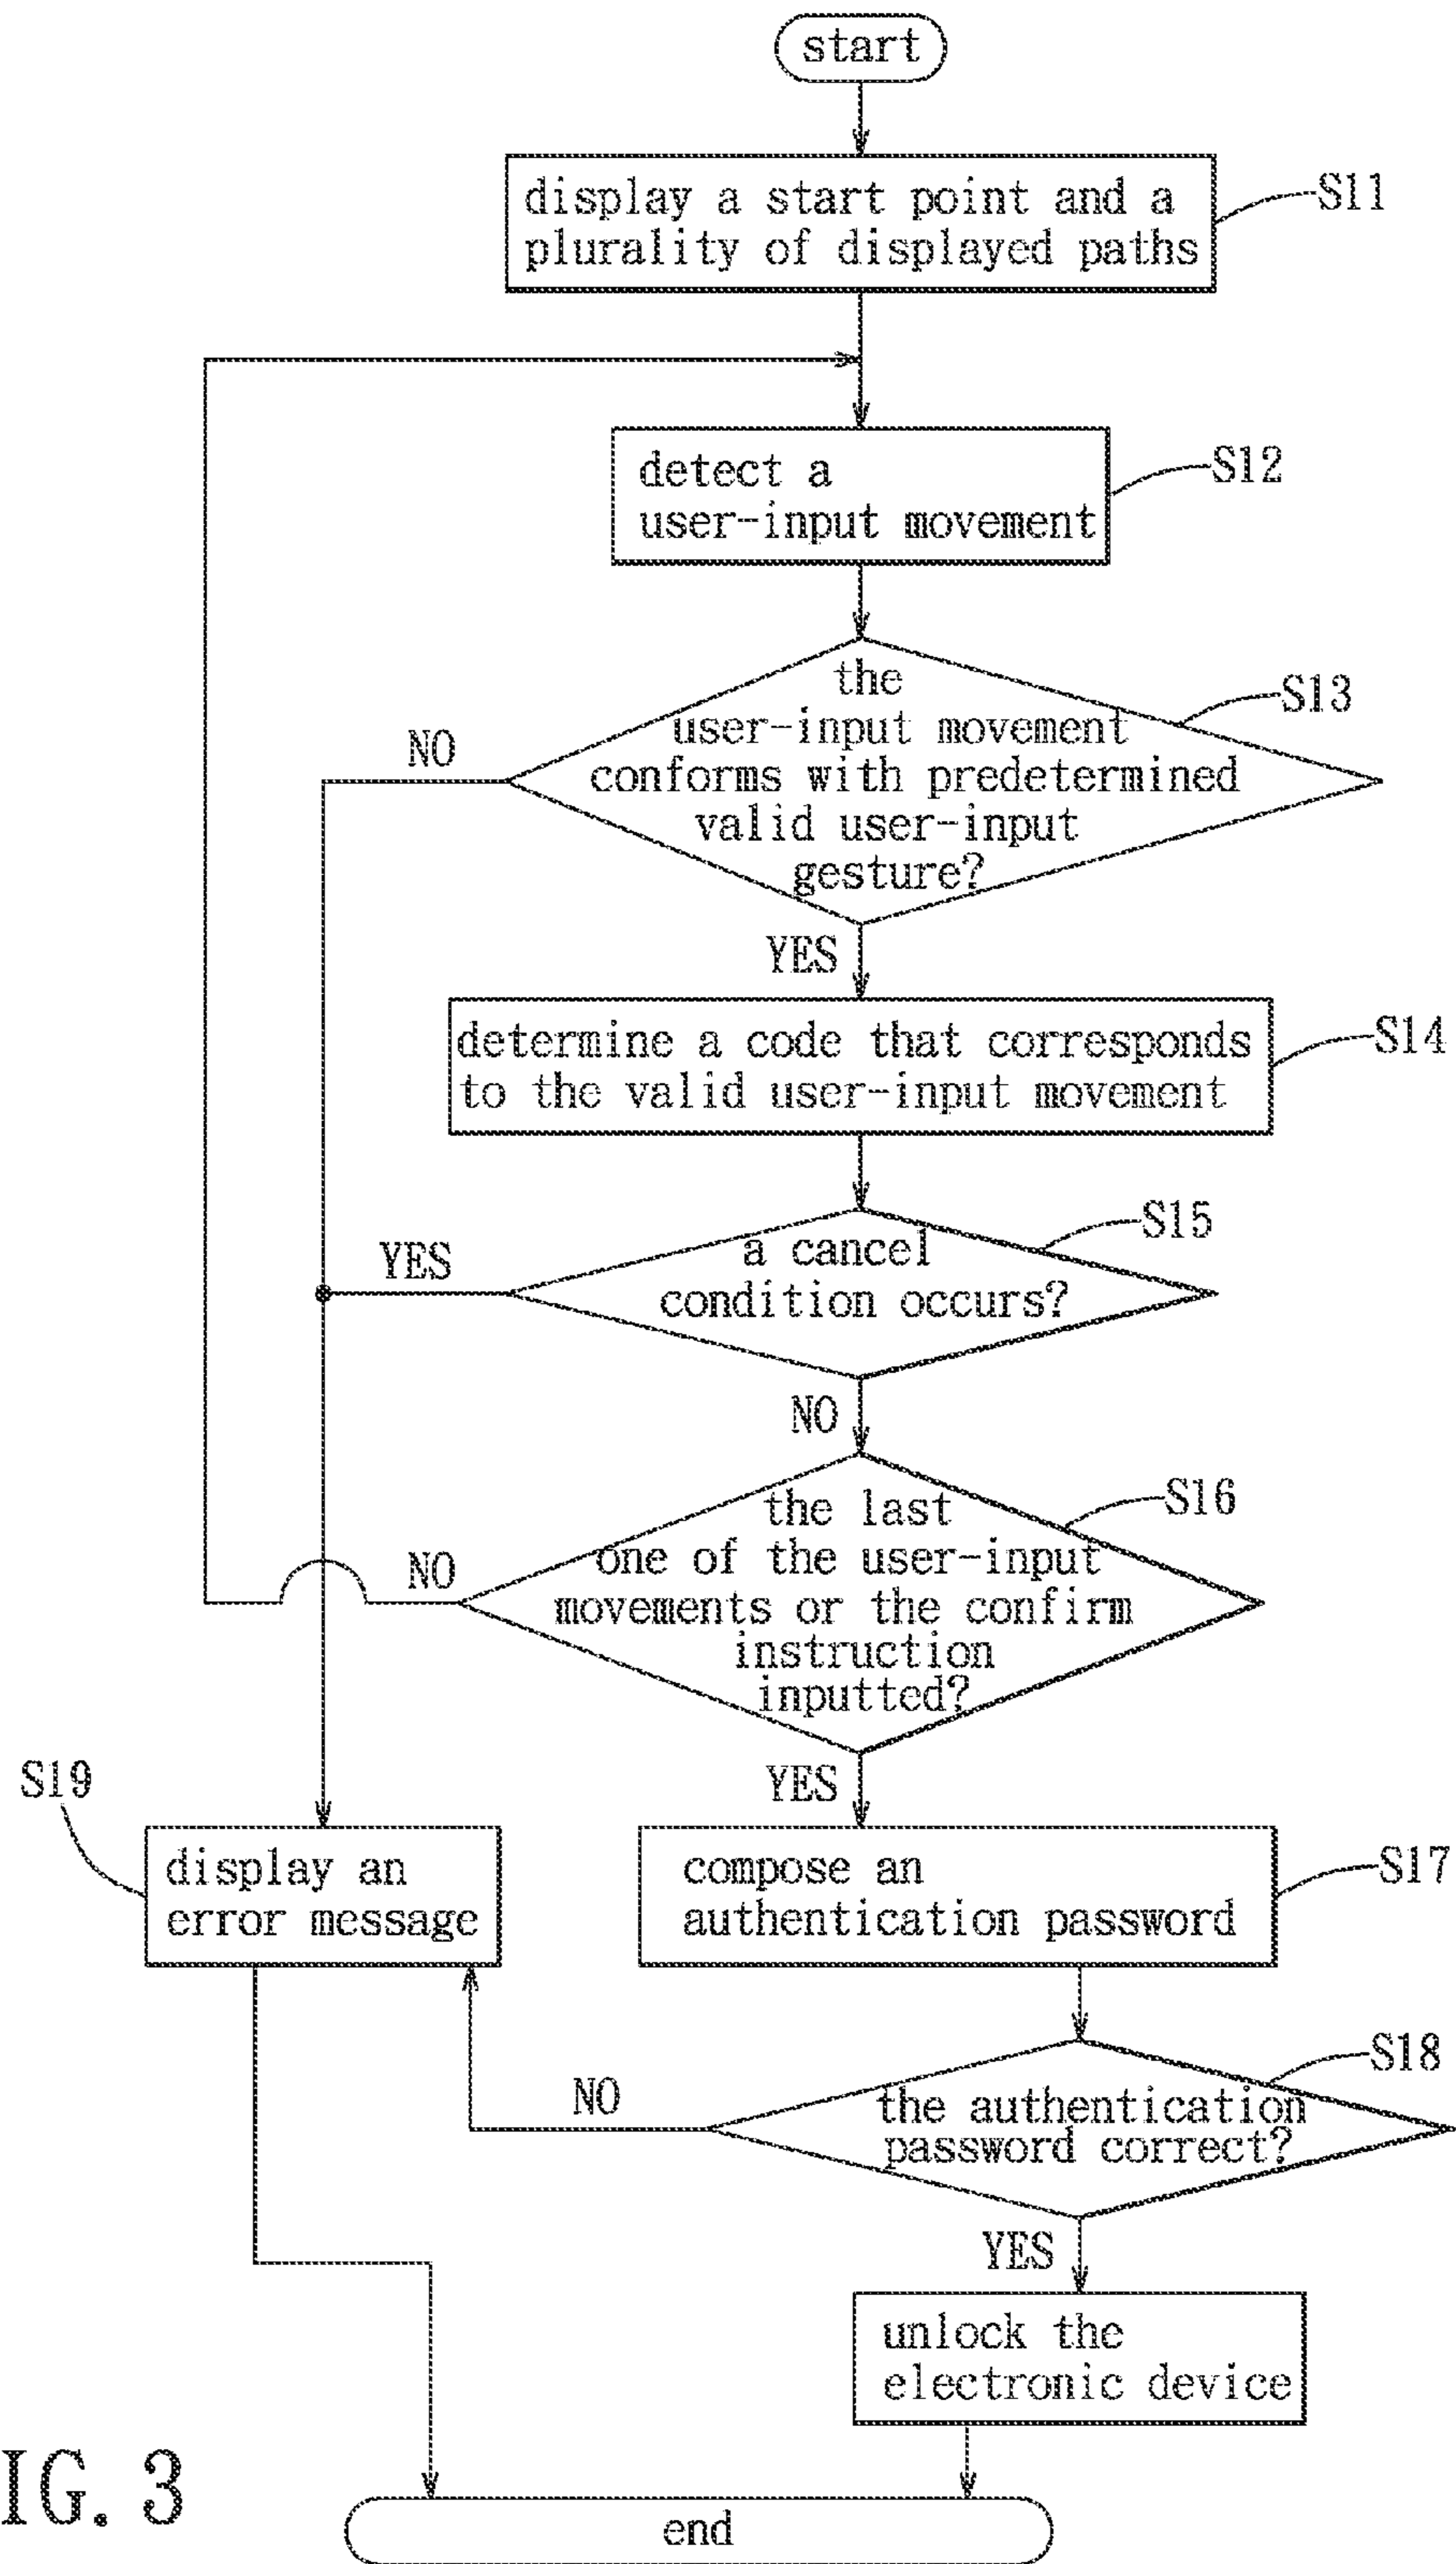 start
display a start point and a
plurality of displayed paths
S11
detect a
user-input movement
S12
the
user-input movement
conforms with predetermined
valid user-input
gesture?
S13
NO
YES
determine a code that corresponds
to the valid user-input movement
S14
a cancel
condition occurs?
S15
YES
NO
the last
one of the user-input
movements or the confirm
instruction
inputted?
S16
NO
YES
S19
display an
error message
compose an
authentication password
S17
the authentication
password correct?
S18
NO
YES
unlock the
electronic device
IG. 3
end